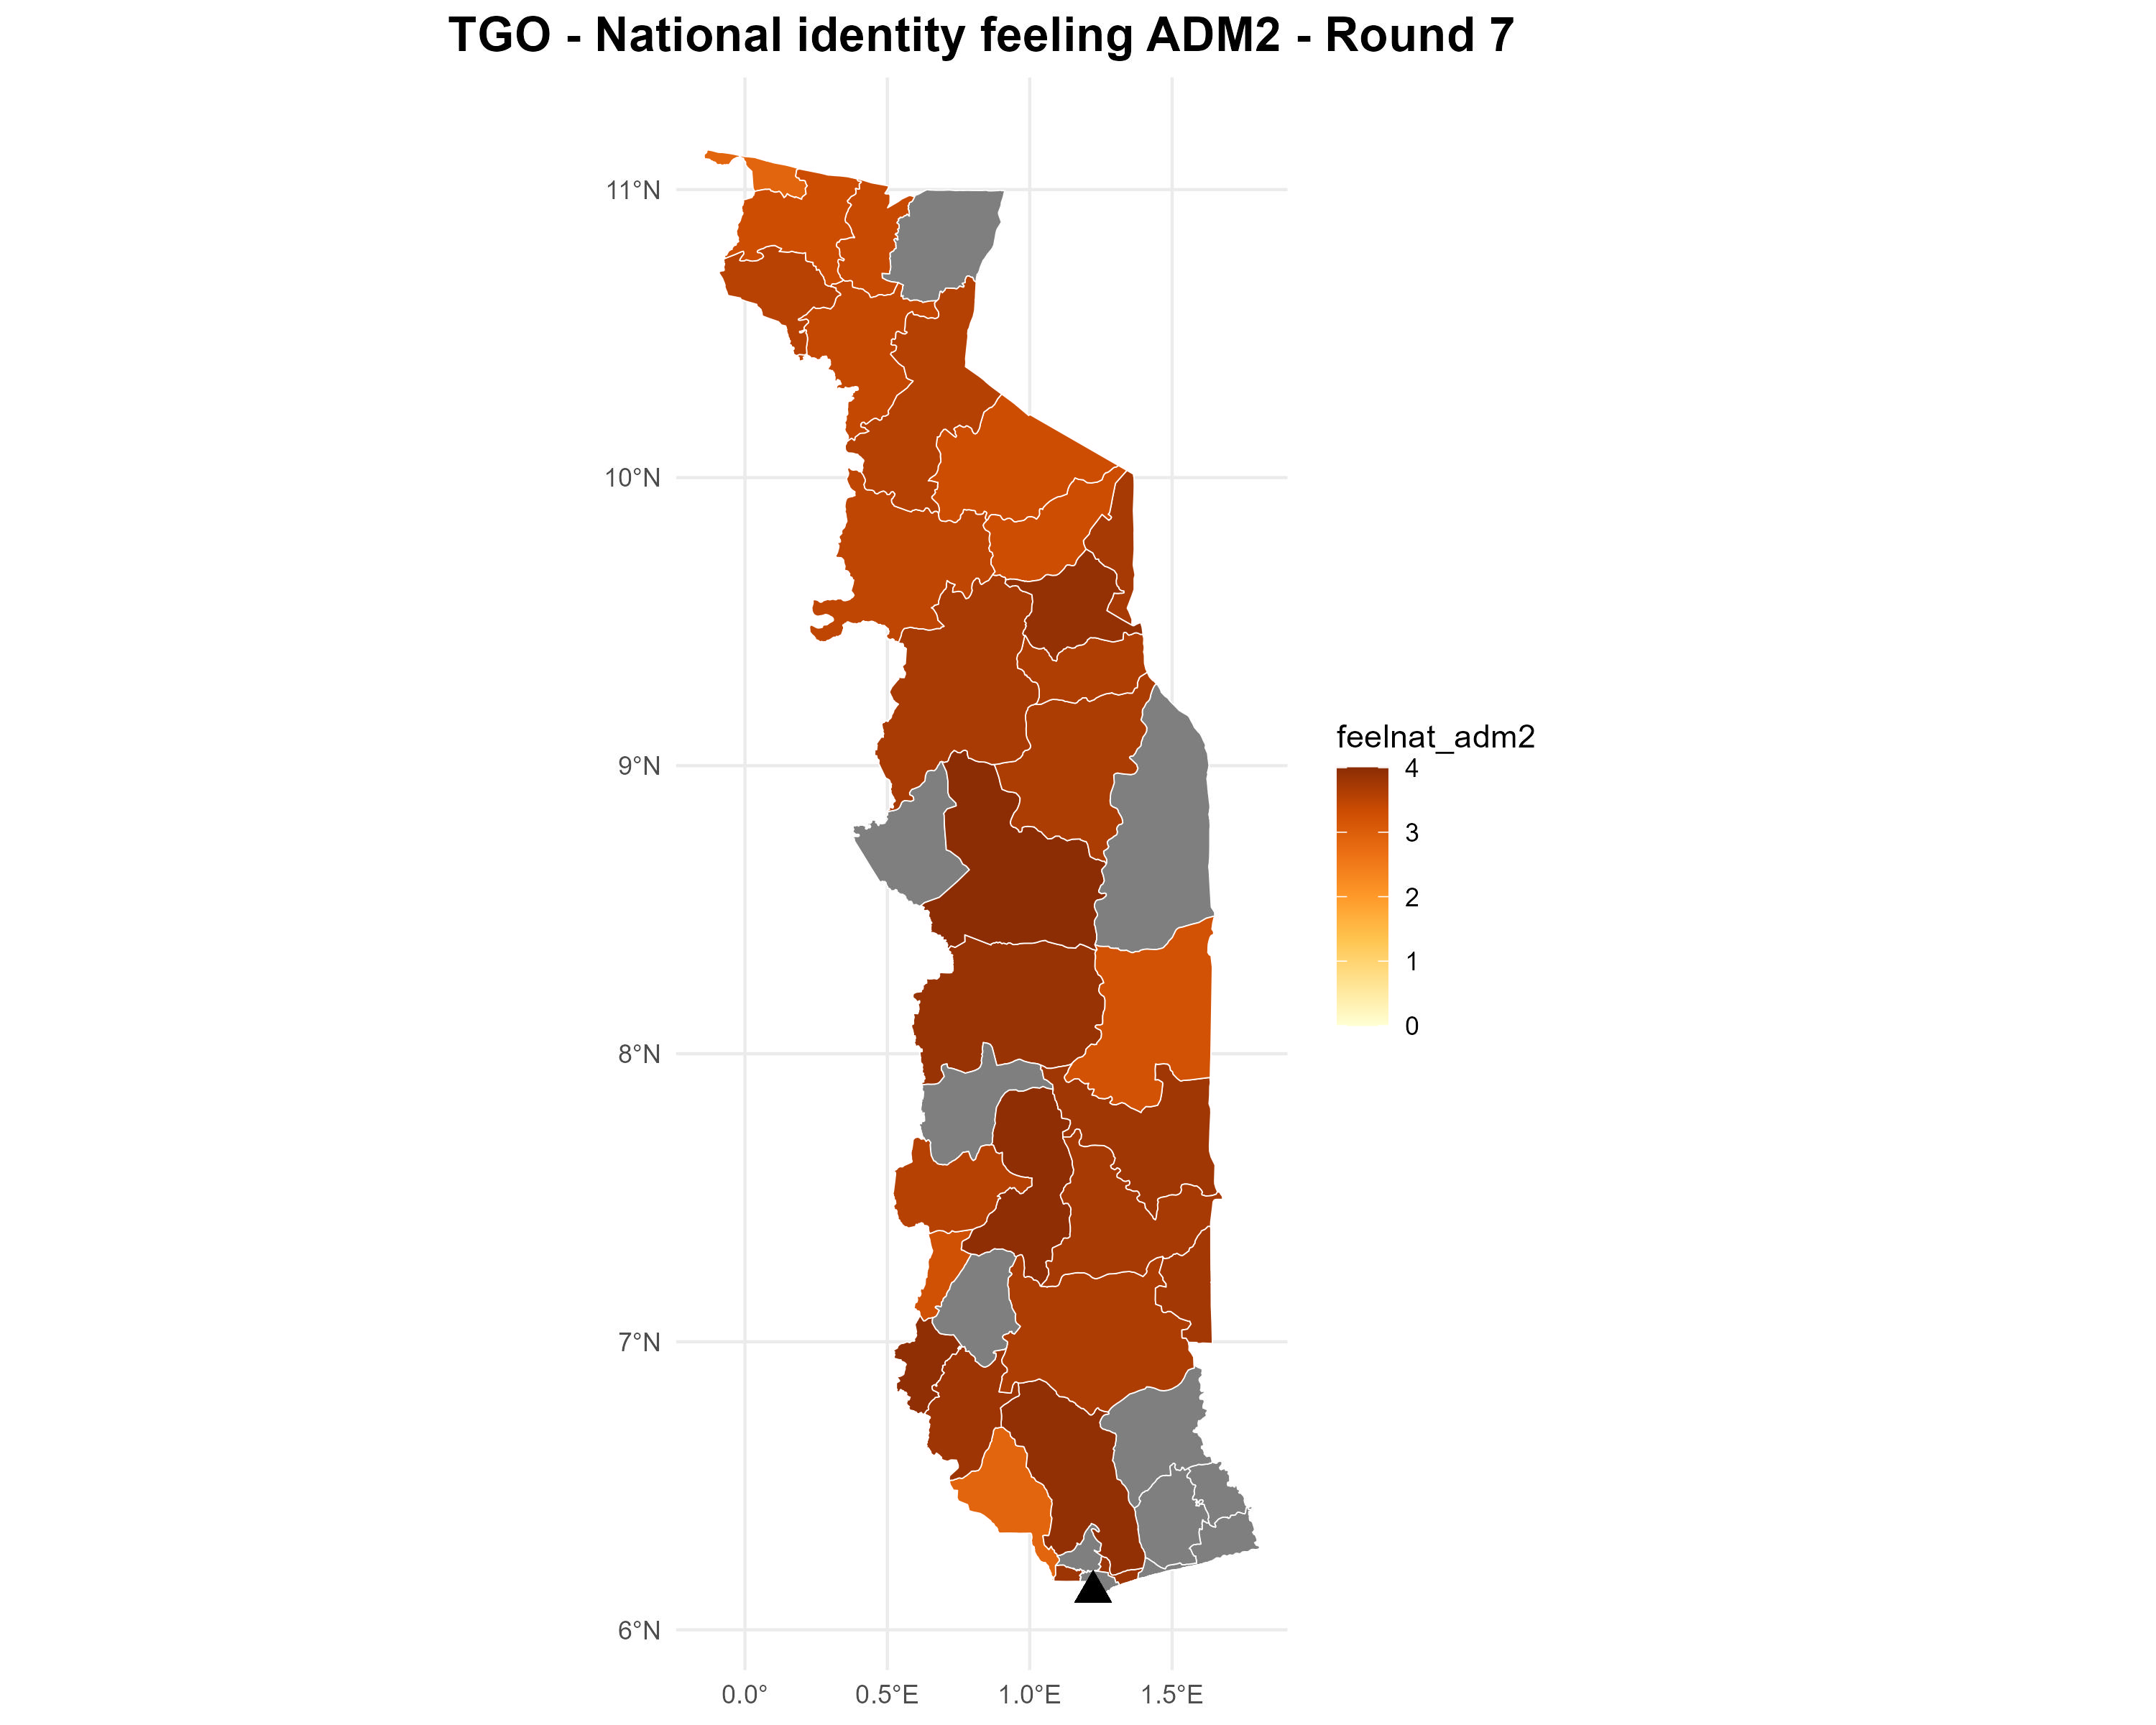 TGO - National identity feeling ADM2 - Round 7
11°N
10°N
9°N
8°N
7°N
6°N
0.0°
0.5°E
1.0°E
1.5°E
feelnat_adm2
4
3
2
1
0